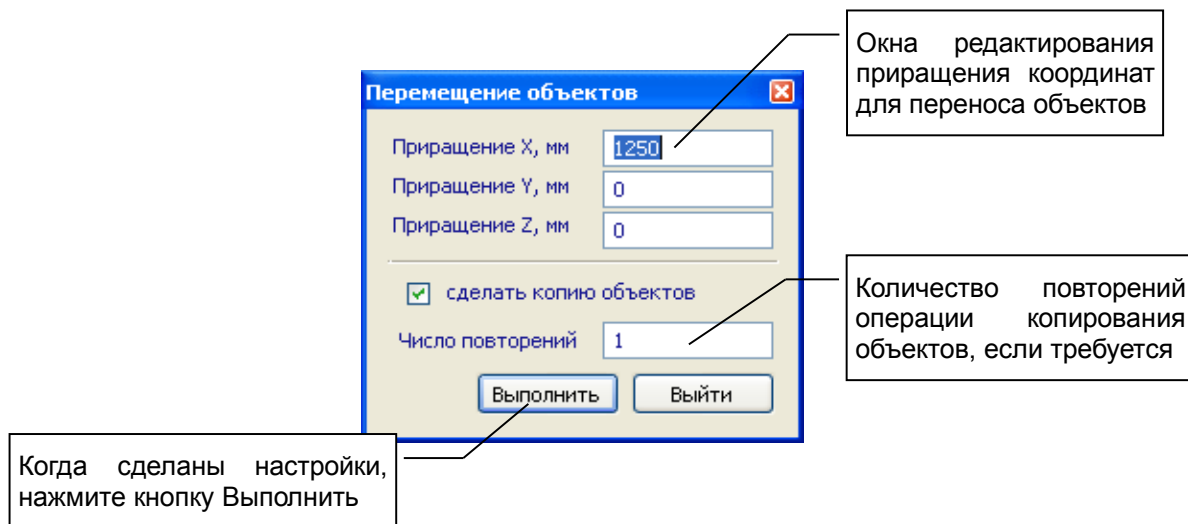 Окна редактирования
приращения координат
для переноса объектов
Перемещение объектов
Приращение X, мм 1250
Приращение Y, мм 0
Приращение Z, мм 0
сделать копию объектов
Число повторений 1
Количество повторений
операции копирования
объектов, если требуется
Выполнить Выйти
Когда сделаны настройки,
нажмите кнопку Выполнить